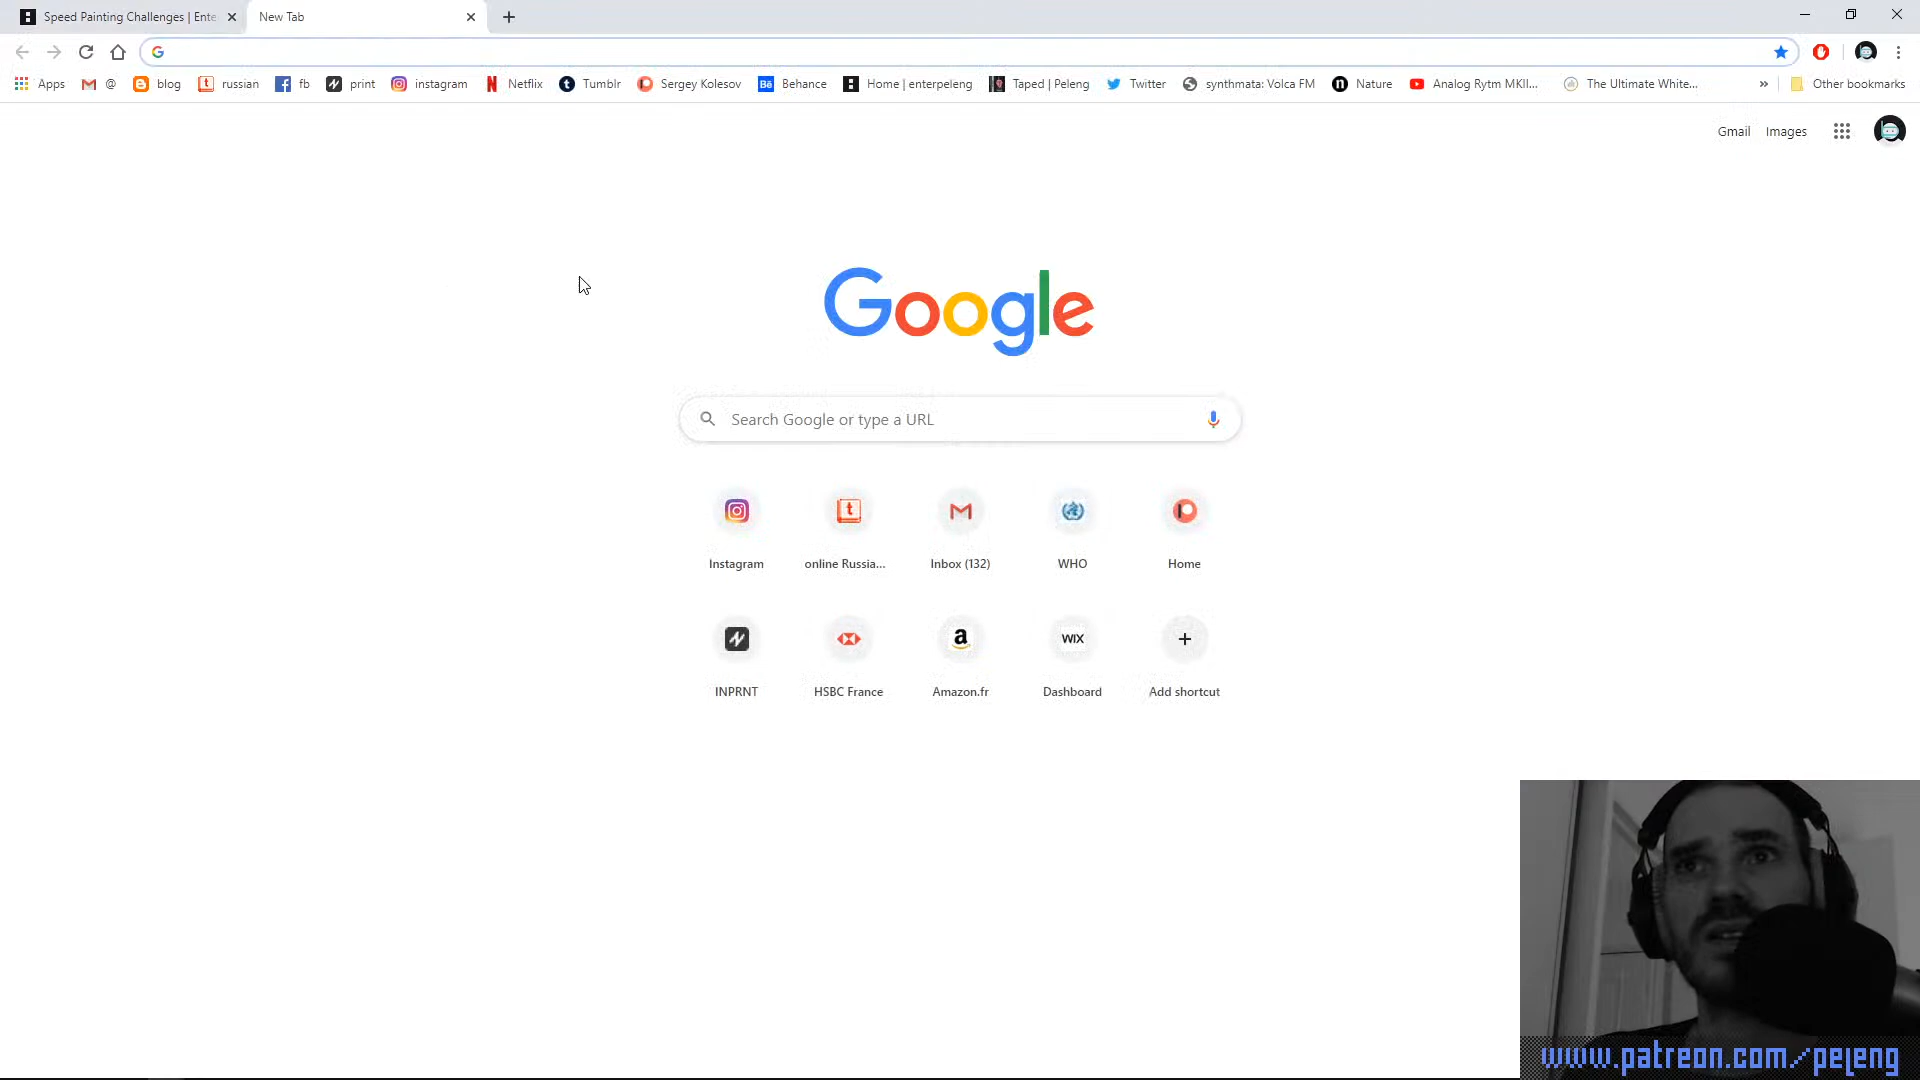 Speed Painting Challenges | Ente
New Tab
Apps
@
blog
russian
fb
print
instagram
Netflix
Tumblr
Sergey Kolesov
Behance
Home | enterpeleng
Taped | Peleng
Twitter
synthmata: Volca FM
Nature
Analog Rytm MKII...
The Ultimate White...
»
Other bookmarks
Gmail
Images
Google
Search Google or type a URL
Instagram
online Russia...
Inbox (132)
WHO
Home
WIX
INPRNT
HSBC France
Amazon.fr
Dashboard
Add shortcut
www.patreon.com/peleng